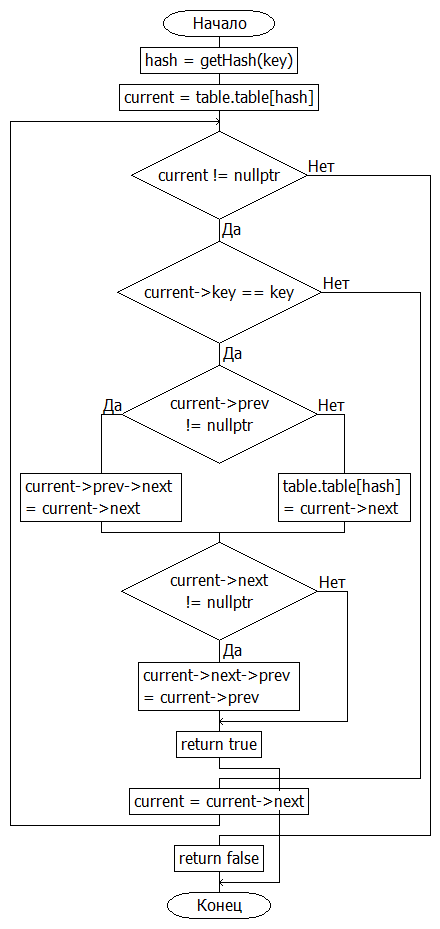 Начало
hash = getHash(key)
current = table.table[hash]
current != nullptr
Нет
Да
current->key == key
Нет
Да
current->prev
!= nullptr
Да
Нет
current->prev->next
= current->next
table.table[hash]
= current->next
current->next
!= nullptr
Нет
Да
current->next->prev
= current->prev
return true
current = current->next
return false
Конец